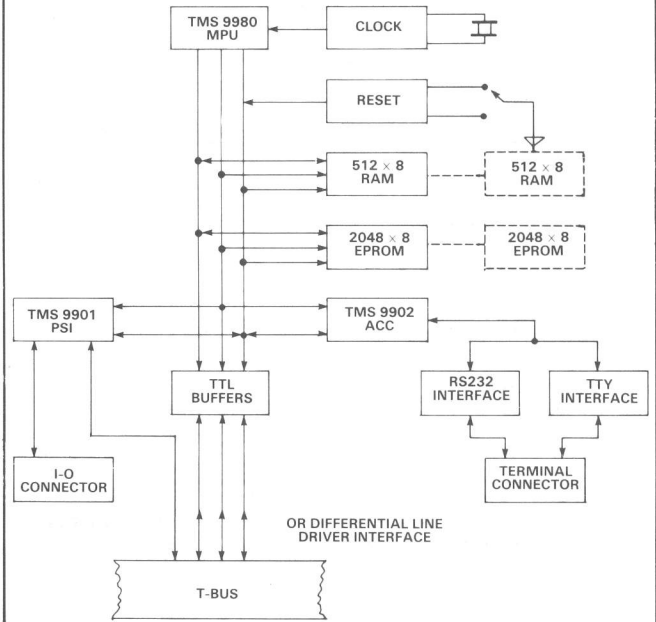 TMS 9980
MPU
CLOCK
RESET
512 × 8
RAM
512 × 8
RAM
2048 × 8
EPROM
2048 × 8
EPROM
TMS 9901
PSI
TMS 9902
ACC
TTL
BUFFERS
RS232
INTERFACE
TTY
INTERFACE
I-O
CONNECTOR
TERMINAL
CONNECTOR
OR DIFFERENTIAL LINE
DRIVER INTERFACE
T-BUS